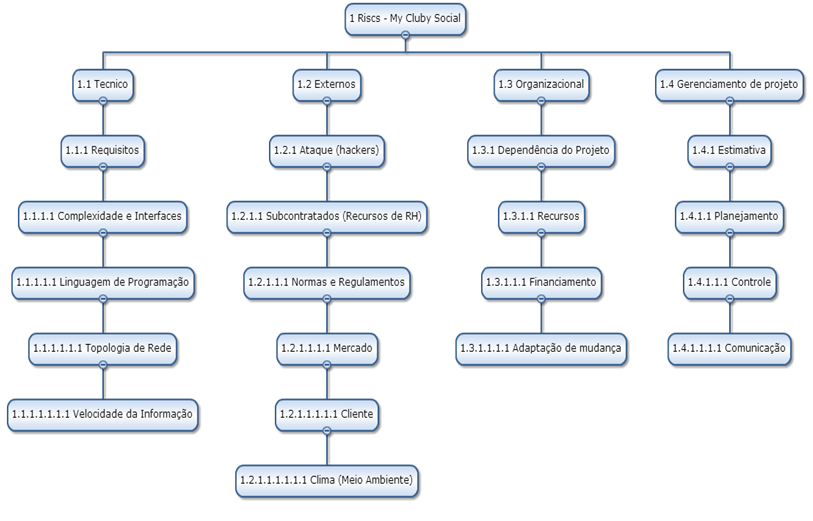 1 Riscs - My Cluby Social
1.1 Tecnico
1.2 Externos
1.3 Organizacional
1.4 Gerenciamento de projeto
1.1.1 Requisitos
1.2.1 Ataque (hackers)
1.3.1 Dependência do Projeto
1.4.1 Estimativa
1.1.1.1 Complexidade e Interfaces
1.2.1.1 Subcontratados (Recursos de RH)
1.3.1.1 Recursos
1.4.1.1 Planejamento
1.1.1.1.1 Linguagem de Programação
1.2.1.1.1 Normas e Regulamentos
1.3.1.1.1 Financiamento
1.4.1.1.1 Controle
1.1.1.1.1.1 Topologia de Rede
1.2.1.1.1.1 Mercado
1.3.1.1.1.1 Adaptação de mudança
1.4.1.1.1.1 Comunicação
1.1.1.1.1.1.1 Velocidade da Informação
1.2.1.1.1.1.1 Cliente
1.2.1.1.1.1.1.1 Clima (Meio Ambiente)